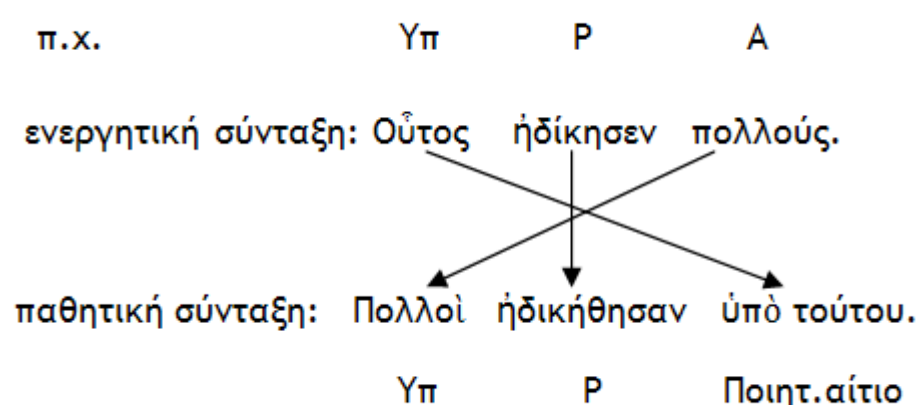 π.χ. Υπ Ρ Α
ενεργητική σύνταξη: Οὗτος ἠδίκησεν πολλούς.
παθητική σύνταξη: Πολλοὶ ἠδικήθησαν ὑπὸ τούτου.
Υπ Ρ Ποιητ.αίτιο